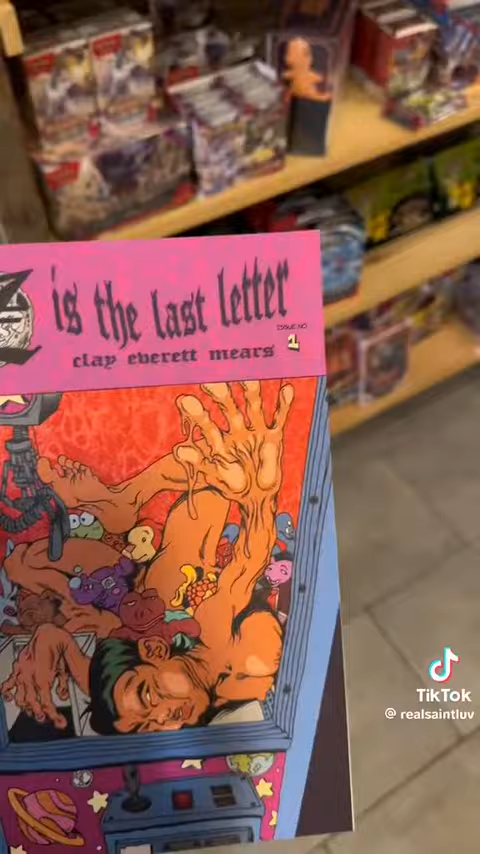 Z
is the last letter
ISSUE NO.
1
clay everett mears
TikTok
@ realsaintluv